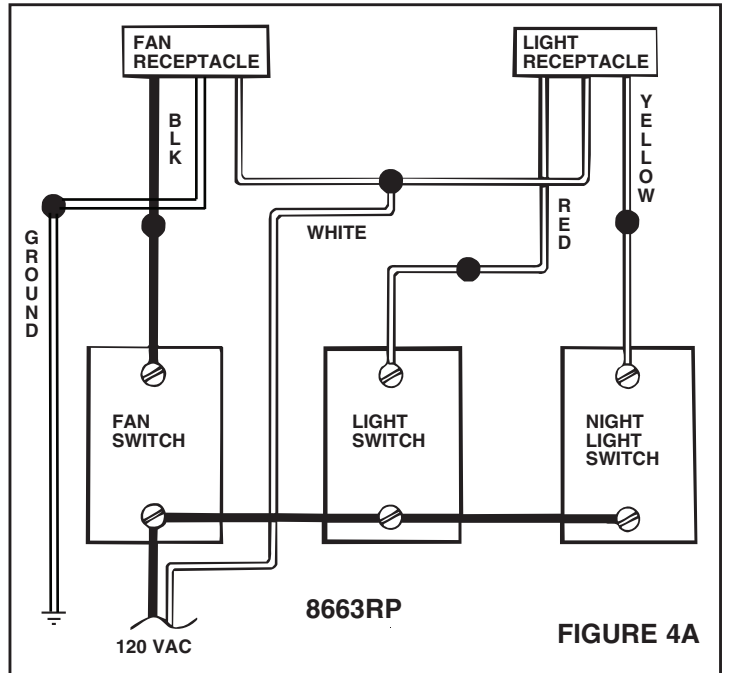 FAN
RECEPTACLE
LIGHT
RECEPTACLE
BLK
YELLOW
GROUND
WHITE
RED
FAN
SWITCH
LIGHT
SWITCH
NIGHT
LIGHT
SWITCH
8663RP
FIGURE 4A
120 VAC